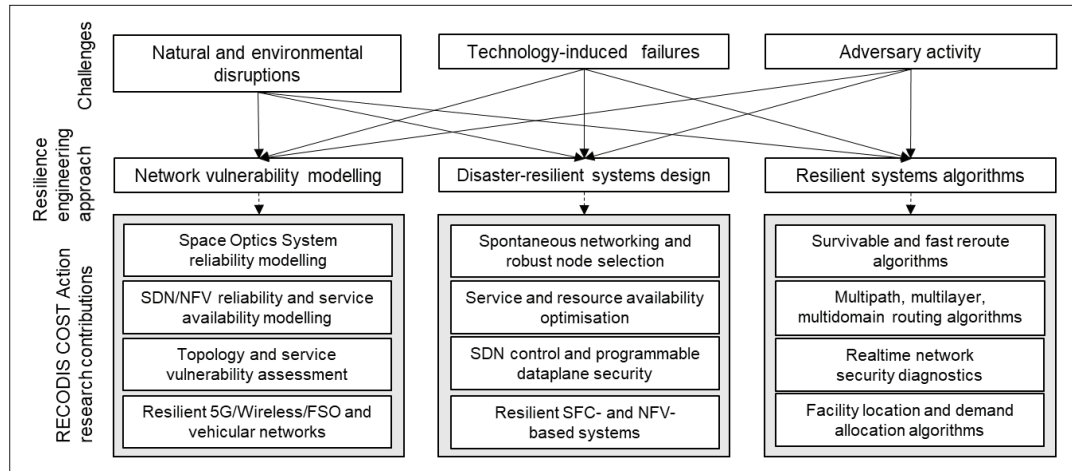 Challenges
Natural and environmental
disruptions
Technology-induced failures
Adversary activity
Resilience
engineering
approach
Network vulnerability modelling
Disaster-resilient systems design
Resilient systems algorithms
RECODIS COST Action
research contributions
Space Optics System
reliability modelling
SDN/NFV reliability and service
availability modelling
Topology and service
vulnerability assessment
Resilient 5G/Wireless/FSO and
vehicular networks
Spontaneous networking and
robust node selection
Service and resource availability
optimisation
SDN control and programmable
dataplane security
Resilient SFC- and NFV-
based systems
Survivable and fast reroute
algorithms
Multipath, multilayer,
multidomain routing algorithms
Realtime network
security diagnostics
Facility location and demand
allocation algorithms